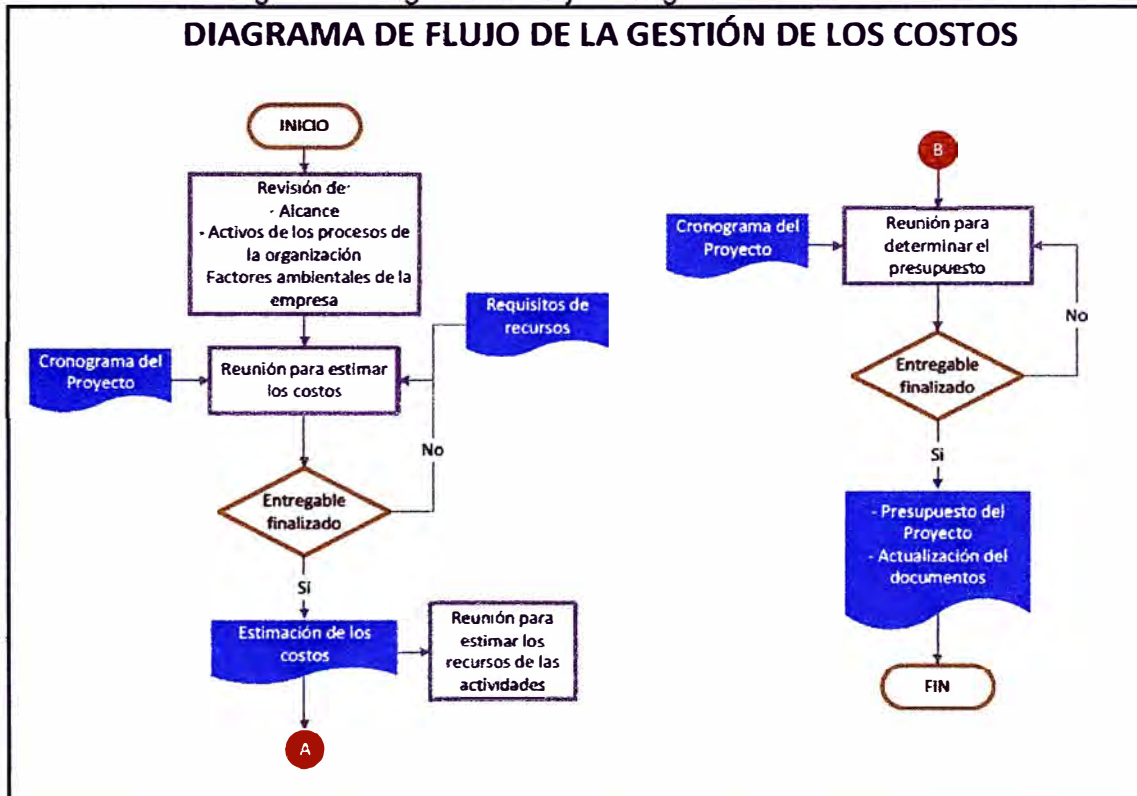 DIAGRAMA DE FLUJO DE LA GESTIÓN DE LOS COSTOS
INICIO
Revisión de:
- Alcance
- Activos de los procesos de
la organización
Factores ambientales de la
empresa
Requisitos de
recursos
Cronograma del
Proyecto
Reunión para estimar
los costos
No
Entregable
finalizado
Si
Estimación de los
costos
Reunión para
estimar los
recursos de las
actividades
A
B
Cronograma del
Proyecto
Reunión para
determinar el
presupuesto
No
Entregable
finalizado
Si
- Presupuesto del
Proyecto
- Actualización del
documentos
FIN